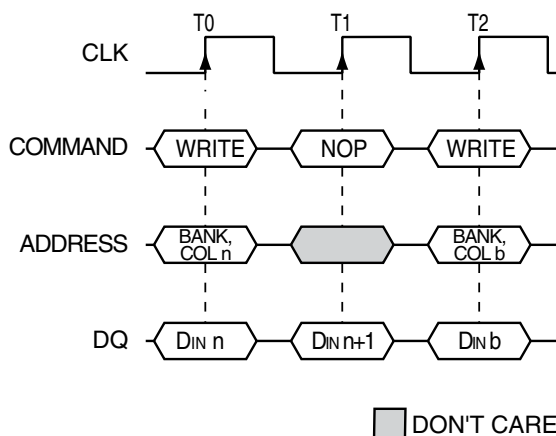 T0 T1 T2
CLK
COMMAND WRITE NOP WRITE
ADDRESS BANK, COL n BANK, COL b
DQ DIN n DIN n+1 DIN b
DON'T CARE